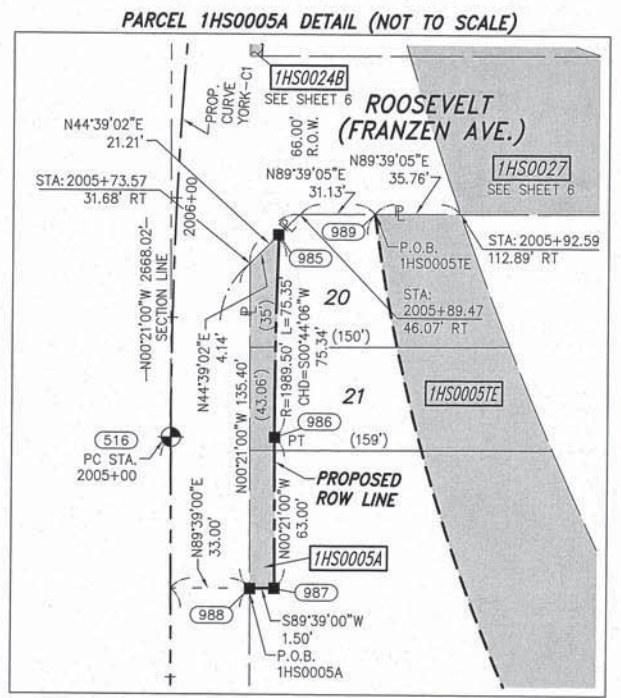 PARCEL 1HS0005A DETAIL (NOT TO SCALE)
1HS0024B
SEE SHEET 6
PROP.
CURVE
YORK-C1
ROOSEVELT
(FRANZEN AVE.)
66.00'
R.O.W.
N44°39'02"E
21.21'
N89°39'05"E
31.13'
N89°39'05"E
35.76'
1HS0027
SEE SHEET 6
STA: 2005+73.57
31.68' RT
2006+00
N00°21'00"W 2668.02'
SECTION LINE
PL
PL
985
989
P.O.B.
1HS0005TE
STA: 2005+92.59
112.89' RT
STA:
2005+89.47
46.07' RT
N44°39'02"E
4.14'
PL
(35')
20
(150')
R=1989.50' L=75.35'
CHD=S00°44'06"W
75.34'
N00°21'00"W 135.40'
(43.06')
21
1HS0005TE
516
PC STA.
2005+00
986
PT
(159')
PROPOSED
ROW LINE
N00°21'00"W
63.00'
N89°39'00"E
33.00'
1HS0005A
988
987
S89°39'00"W
1.50'
P.O.B.
1HS0005A